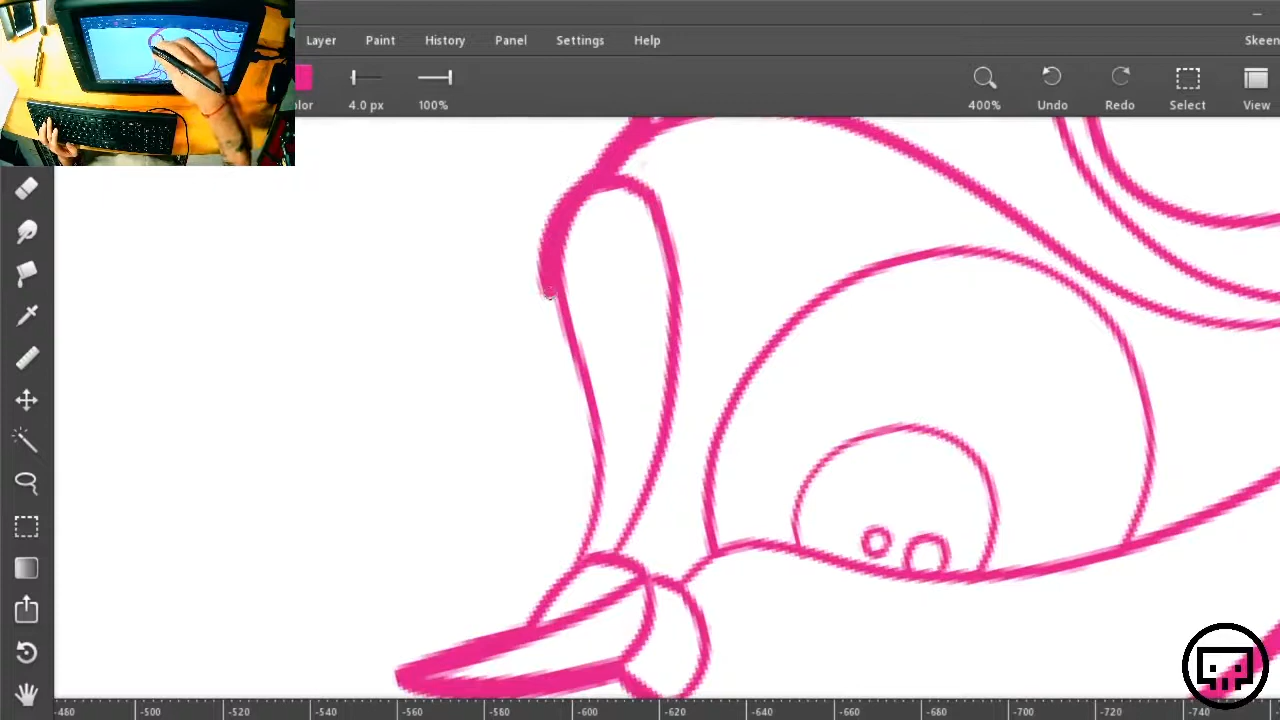 Layer Paint History Panel Settings Help
Skeen
olor 4.0 px 100% 400% Undo Redo Select View
-480 -500 -520 -540 -560 -580 -600 -620 -640 -660 -680 -700 -720 -740